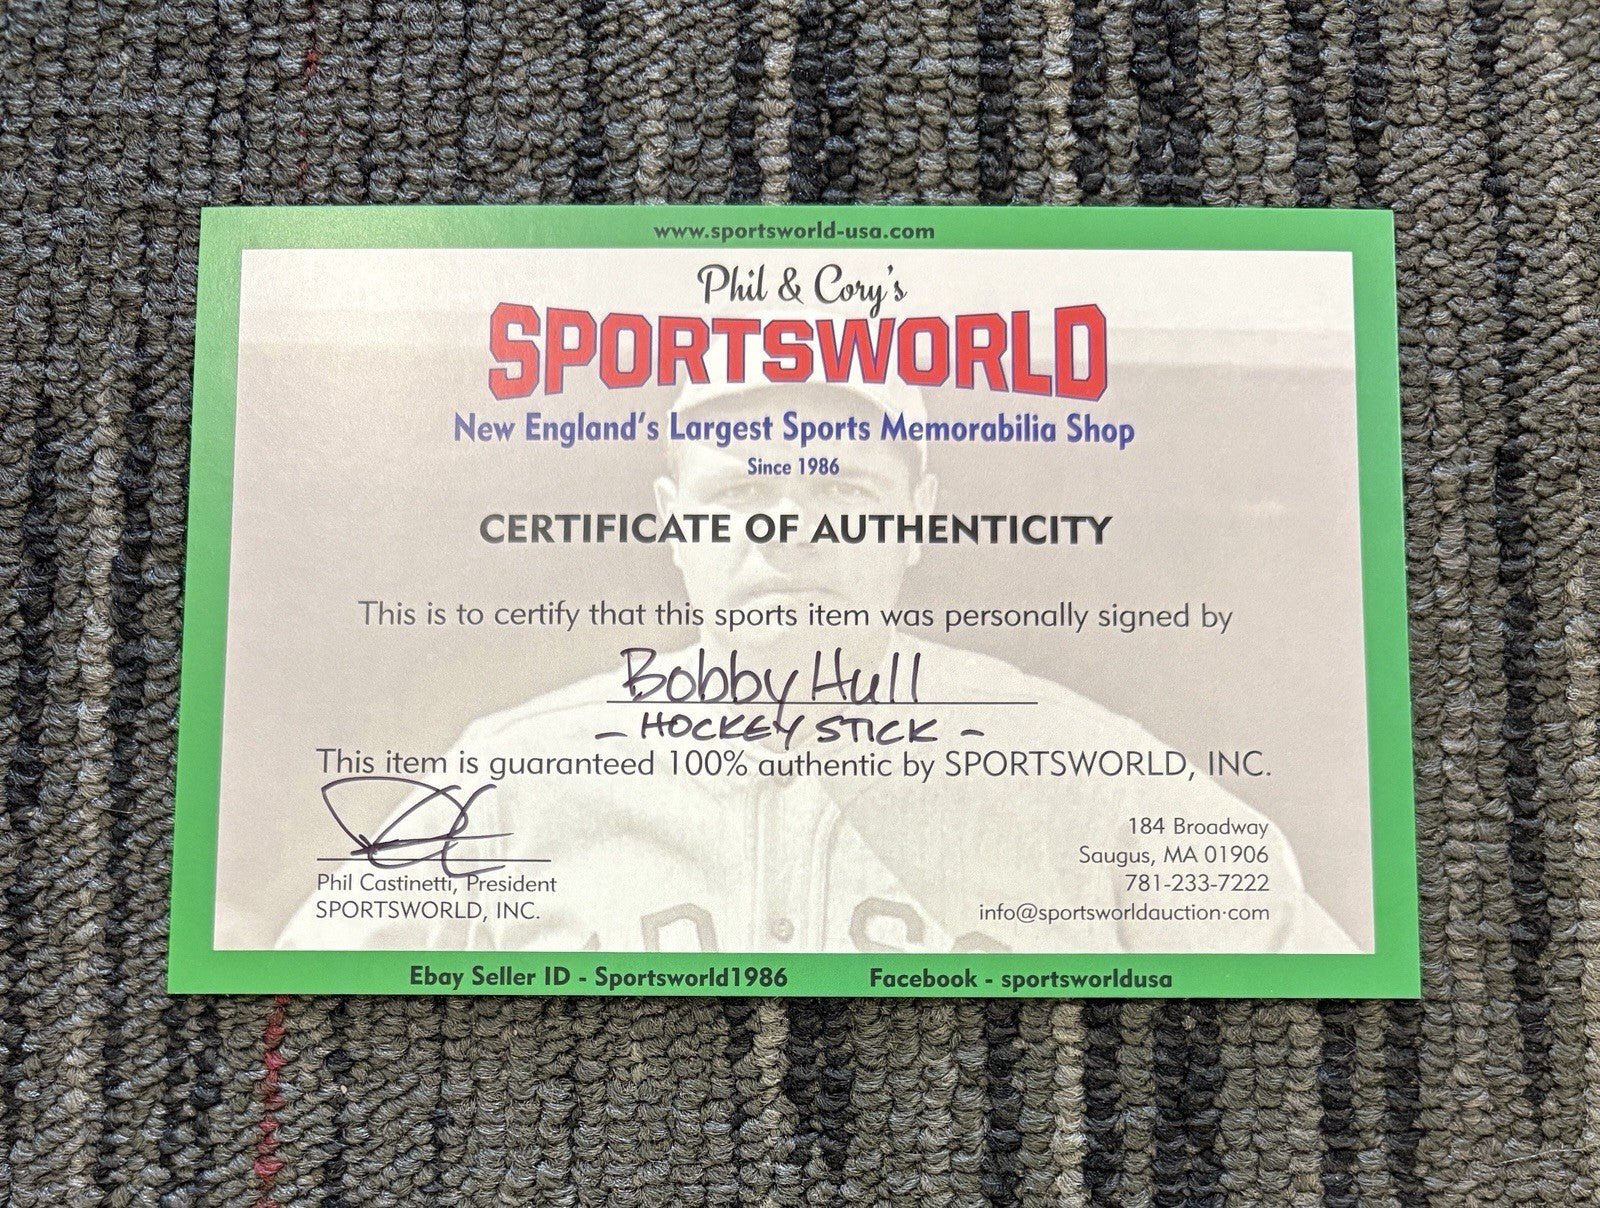 www.sportsworld-usa.com
Phil & Cory's
SPORTSWORLD
New England's Largest Sports Memorabilia Shop
Since 1986
CERTIFICATE OF AUTHENTICITY
This is to certify that this sports item was personally signed by
Bobby Hull
- HOCKEY STICK -
This item is guaranteed 100% authentic by SPORTSWORLD, INC.
Phil Castinetti, President
SPORTSWORLD, INC.
184 Broadway
Saugus, MA 01906
781-233-7222
info@sportsworldauction·com
Ebay Seller ID - Sportsworld1986
Facebook - sportsworldusa